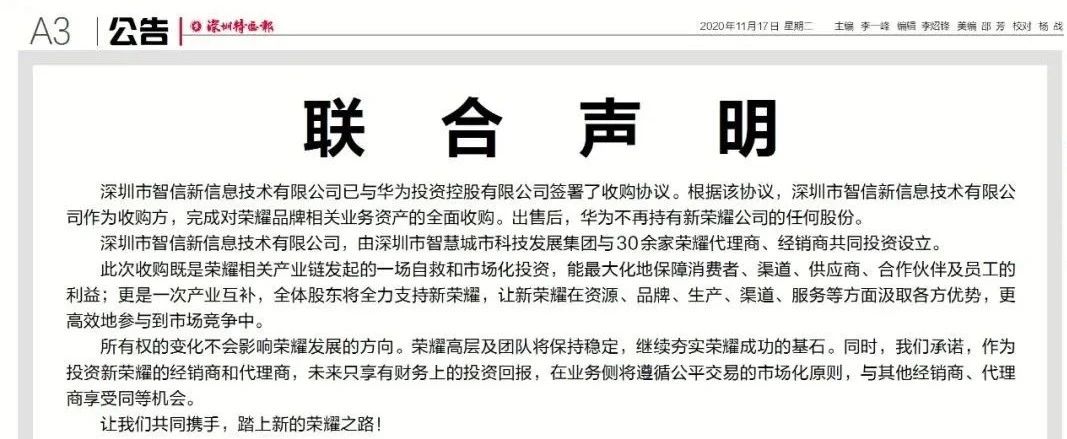 A3 公告 深圳特区报 2020年11月17日 星期二 主编 李一峰 编辑 李绍锋 美编 邵 芳 校对 杨 战
联合声明
深圳市智信新信息技术有限公司已与华为投资控股有限公司签署了收购协议。根据该协议，深圳市智信新信息技术有限公
司作为收购方，完成对荣耀品牌相关业务资产的全面收购。出售后，华为不再持有新荣耀公司的任何股份。
深圳市智信新信息技术有限公司，由深圳市智慧城市科技发展集团与30余家荣耀代理商、经销商共同投资设立。
此次收购既是荣耀相关产业链发起的一场自救和市场化投资，能最大化地保障消费者、渠道、供应商、合作伙伴及员工的
利益；更是一次产业互补，全体股东将全力支持新荣耀，让新荣耀在资源、品牌、生产、渠道、服务等方面汲取各方优势，更
高效地参与到市场竞争中。
所有权的变化不会影响荣耀发展的方向。荣耀高层及团队将保持稳定，继续夯实荣耀成功的基石。同时，我们承诺，作为
投资新荣耀的经销商和代理商，未来只享有财务上的投资回报，在业务侧将遵循公平交易的市场化原则，与其他经销商、代理
商享受同等机会。
让我们共同携手，踏上新的荣耀之路！